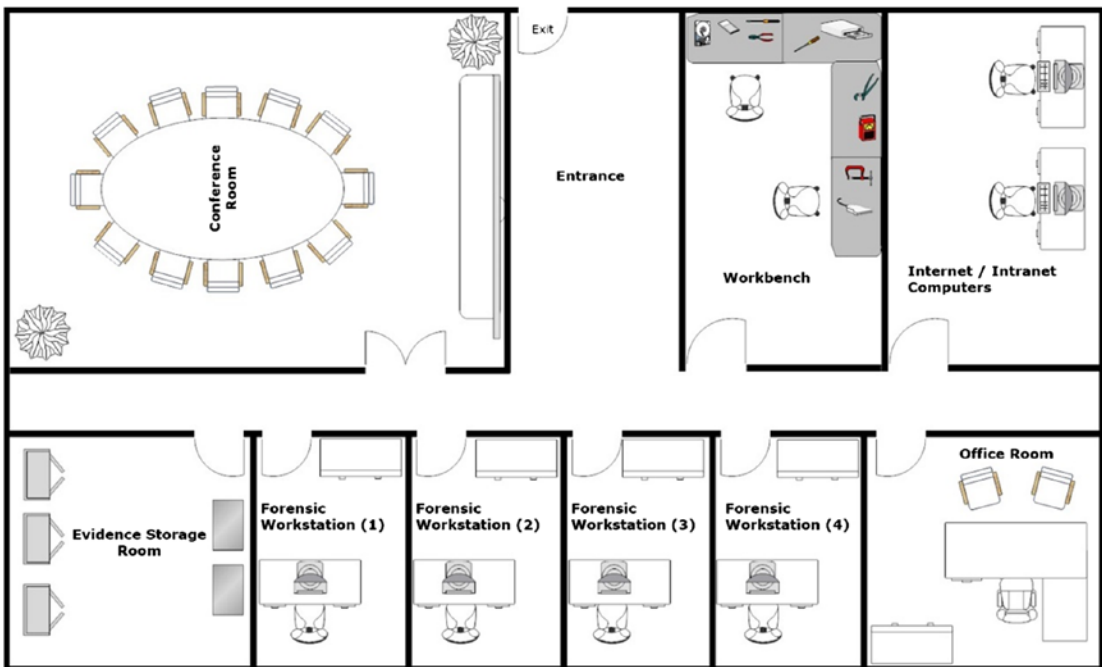 Exit
Conference
Room
Entrance
Workbench
Internet / Intranet
Computers
Evidence Storage
Room
Forensic
Workstation (1)
Forensic
Workstation (2)
Forensic
Workstation (3)
Forensic
Workstation (4)
Office Room